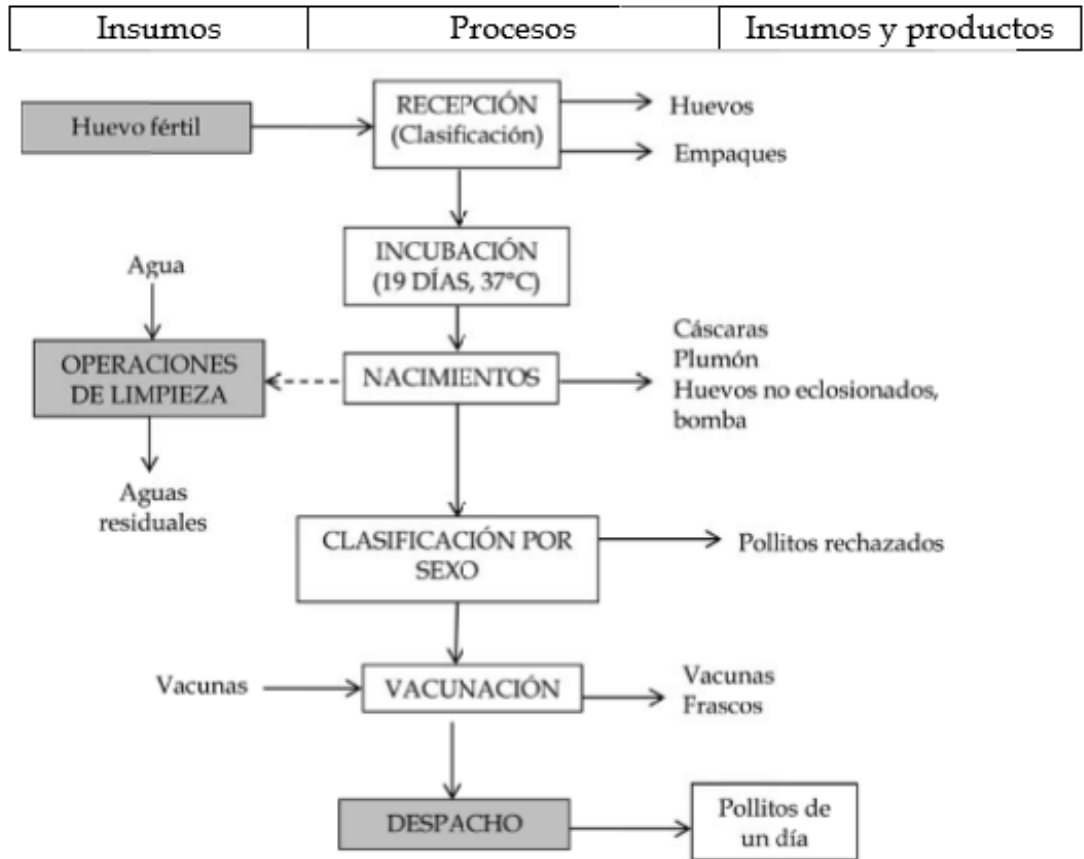 Insumos
Procesos
Insumos y productos
Huevo fértil
RECEPCIÓN
(Clasificación)
Huevos
Empaques
INCUBACIÓN
(19 DÍAS, 37°C)
Agua
OPERACIONES
DE LIMPIEZA
NACIMIENTOS
Cáscaras
Plumón
Huevos no eclosionados,
bomba
Aguas
residuales
CLASIFICACIÓN POR
SEXO
Pollitos rechazados
Vacunas
VACUNACIÓN
Vacunas
Frascos
DESPACHO
Pollitos de
un día